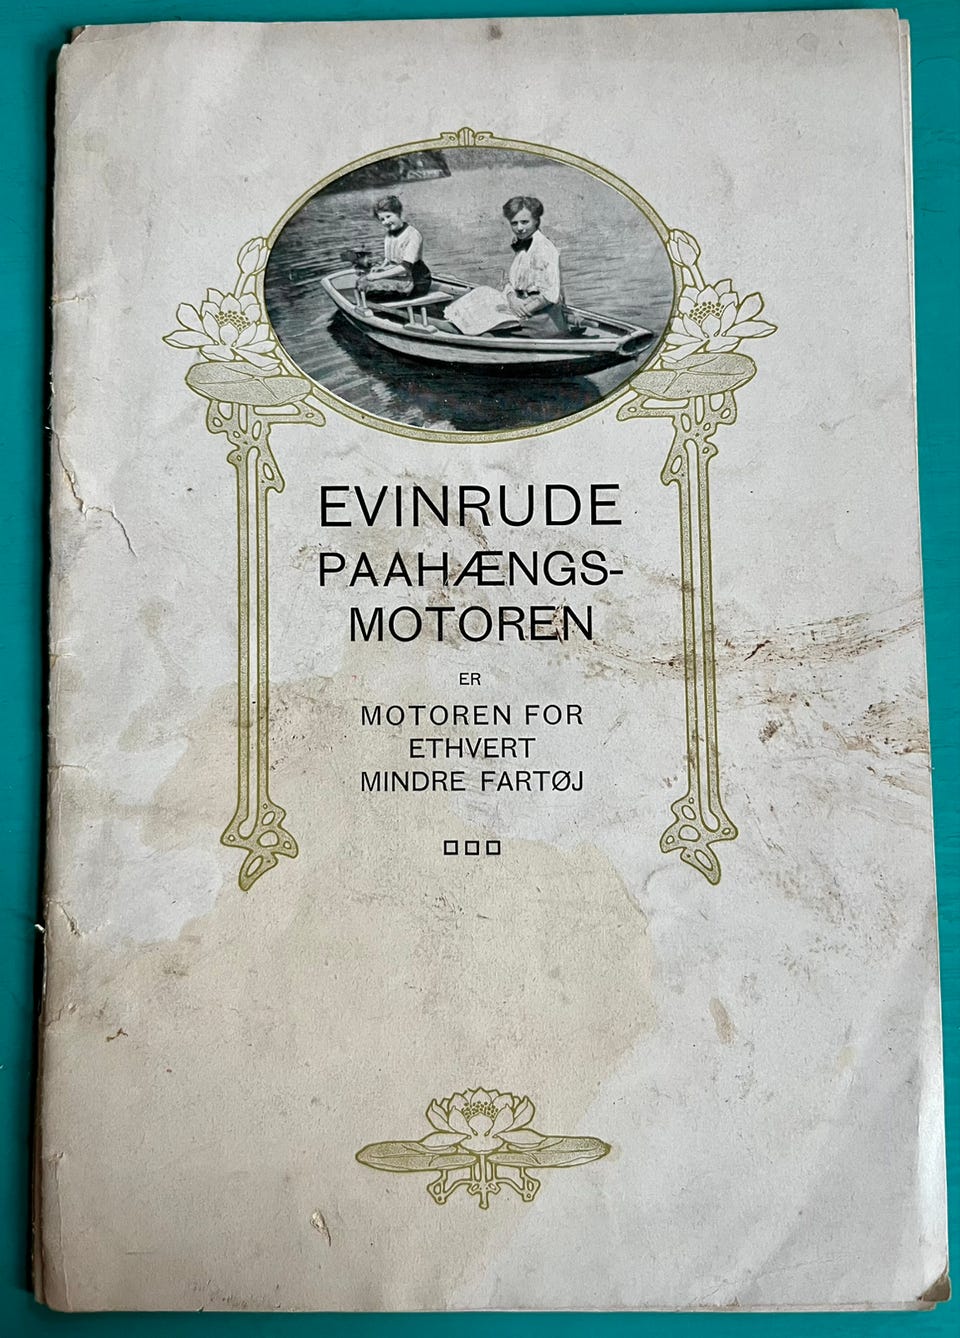 EVINRUDE
PAAHÆNGS-
MOTOREN
ER
MOTOREN FOR
ETHVERT
MINDRE FARTØJ